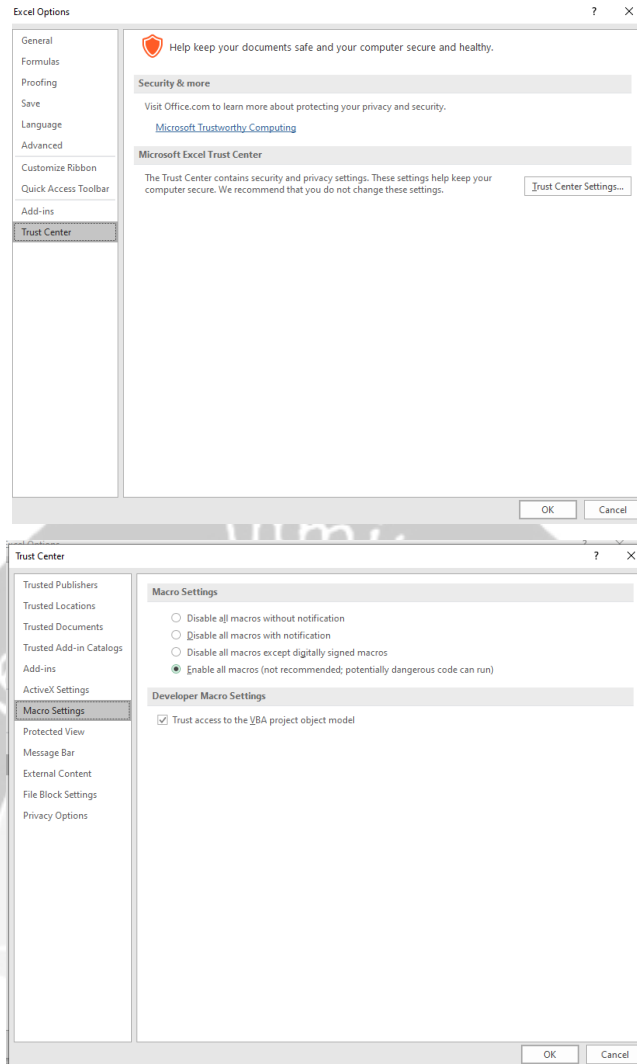 Excel Options
?
×
General
Formulas
Proofing
Save
Language
Advanced
Customize Ribbon
Quick Access Toolbar
Add-ins
Trust Center
Help keep your documents safe and your computer secure and healthy.
Security & more
Visit Office.com to learn more about protecting your privacy and security.
Microsoft Trustworthy Computing
Microsoft Excel Trust Center
The Trust Center contains security and privacy settings. These settings help keep your
computer secure. We recommend that you do not change these settings.
Trust Center Settings...
OK
Cancel
Trust Center
?
×
Trusted Publishers
Trusted Locations
Trusted Documents
Trusted Add-in Catalogs
Add-ins
ActiveX Settings
Macro Settings
Protected View
Message Bar
External Content
File Block Settings
Privacy Options
Macro Settings
Disable all macros without notification
Disable all macros with notification
Disable all macros except digitally signed macros
Enable all macros (not recommended; potentially dangerous code can run)
Developer Macro Settings
Trust access to the VBA project object model
OK
Cancel